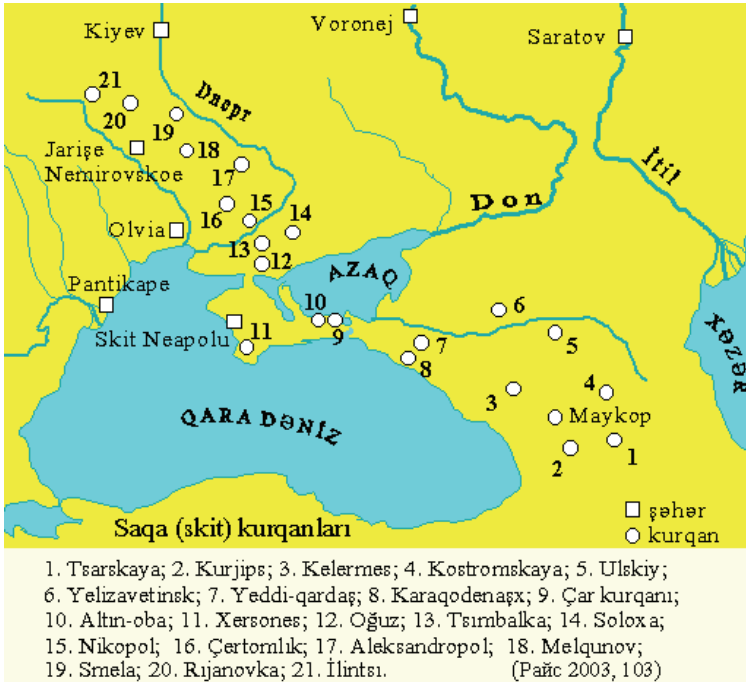 Kiyev
Voronej
Saratov
21
20
19
Dnepr
Jarişe
Nemirovskoe
18
17
İtil
16
15
14
Don
Olvia
13
12
AZAQ
Pantikape
10
9
6
Skit Neapolu
11
7
8
5
XƏZƏR
3
4
QARA DƏNİZ
Maykop
2
1
Saqa (skit) kurqanları
şəhər
kurqan
1. Tsarskaya; 2. Kurjips; 3. Kelermes; 4. Kostromskaya; 5. Ulskiy;
6. Yelizavetinsk; 7. Yeddi-qardaş; 8. Karaqodenaşx; 9. Çar kurqanı;
10. Altın-oba; 11. Xersones; 12. Oğuz; 13. Tsımbalka; 14. Soloxa;
15. Nikopol; 16. Çertomlık; 17. Aleksandropol; 18. Melqunov;
19. Smela; 20. Rıjanovka; 21. İlintsı. (Райс 2003, 103)